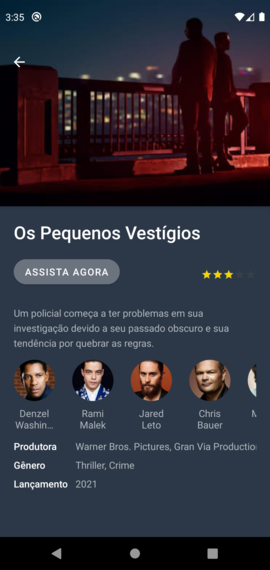 3:35
Os Pequenos Vestígios
ASSISTA AGORA
Um policial começa a ter problemas em sua
investigação devido a seu passado obscuro e sua
tendência por quebrar as regras.
Denzel Washin...
Rami Malek
Jared Leto
Chris Bauer
M
Produtora Warner Bros. Pictures, Gran Via Productio
Gênero Thriller, Crime
Lançamento 2021